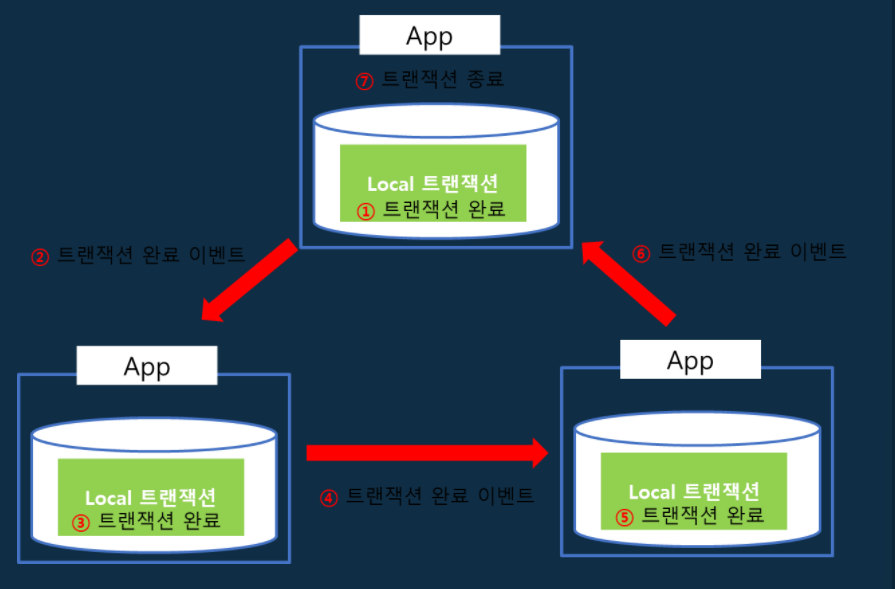 App
⑦ 트랜잭션 종료
Local 트랜잭션
① 트랜잭션 완료
② 트랜잭션 완료 이벤트
⑥ 트랜잭션 완료 이벤트
App
Local 트랜잭션
③ 트랜잭션 완료
④ 트랜잭션 완료 이벤트
App
Local 트랜잭션
⑤ 트랜잭션 완료